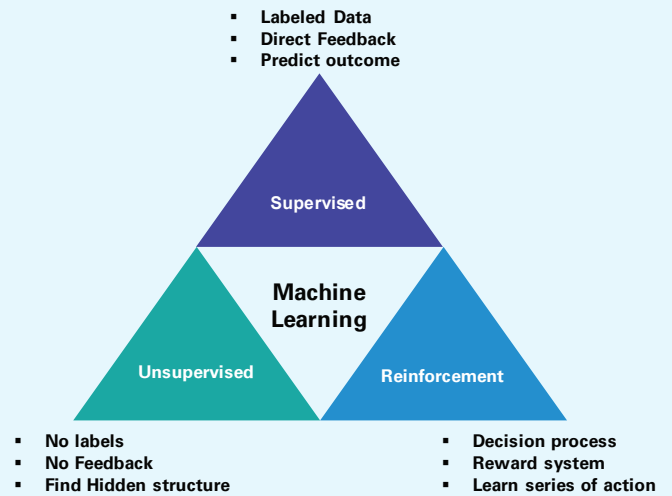 ▪ Labeled Data
▪ Direct Feedback
▪ Predict outcome
Supervised
Machine
Learning
Unsupervised
Reinforcement
▪ No labels
▪ No Feedback
▪ Find Hidden structure
▪ Decision process
▪ Reward system
▪ Learn series of action